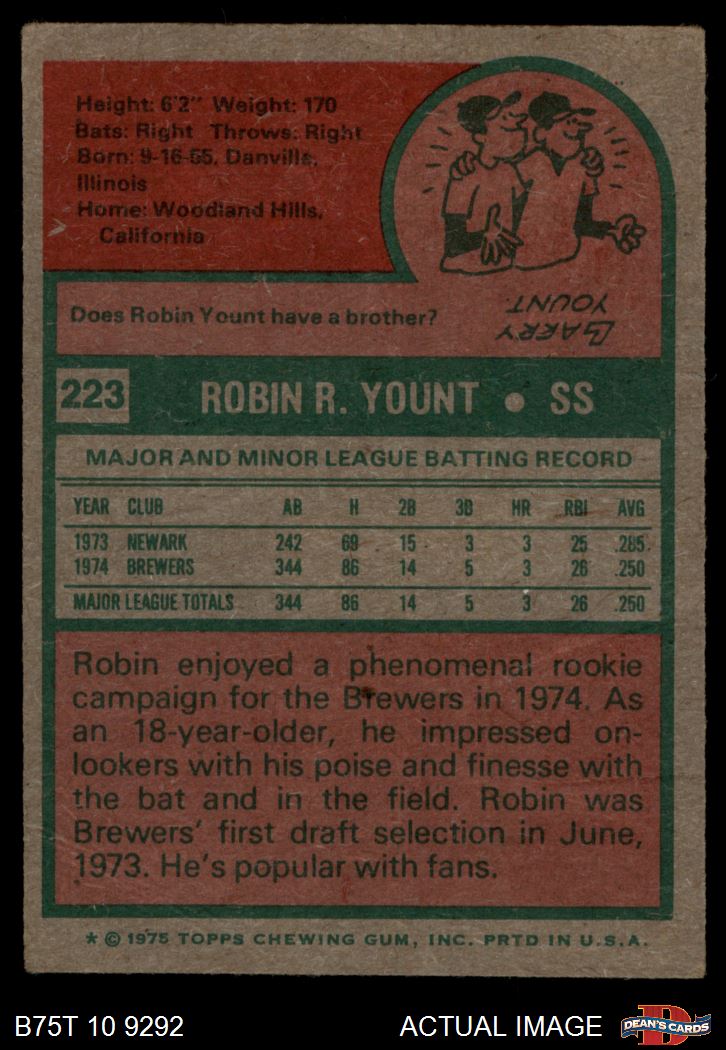 Height: 6'2" Weight: 170
Bats: Right Throws: Right
Born: 9-16-55, Danville,
Illinois
Home: Woodland Hills,
California
Does Robin Yount have a brother?
LARRY
YOUNT.
223 ROBIN R. YOUNT • SS
MAJOR AND MINOR LEAGUE BATTING RECORD
YEAR CLUB AB H 2B 3B HR RBI AVG
1973 NEWARK 242 69 15 3 3 25 .285
1974 BREWERS 344 86 14 5 3 26 .250
MAJOR LEAGUE TOTALS 344 86 14 5 3 26 .250
Robin enjoyed a phenomenal rookie
campaign for the Brewers in 1974. As
an 18-year-older, he impressed on-
lookers with his poise and finesse with
the bat and in the field. Robin was
Brewers' first draft selection in June,
1973. He's popular with fans.
* © 1975 TOPPS CHEWING GUM, INC. PRTD IN U.S.A.
B75T 10 9292 ACTUAL IMAGE
DEAN'S CARDS